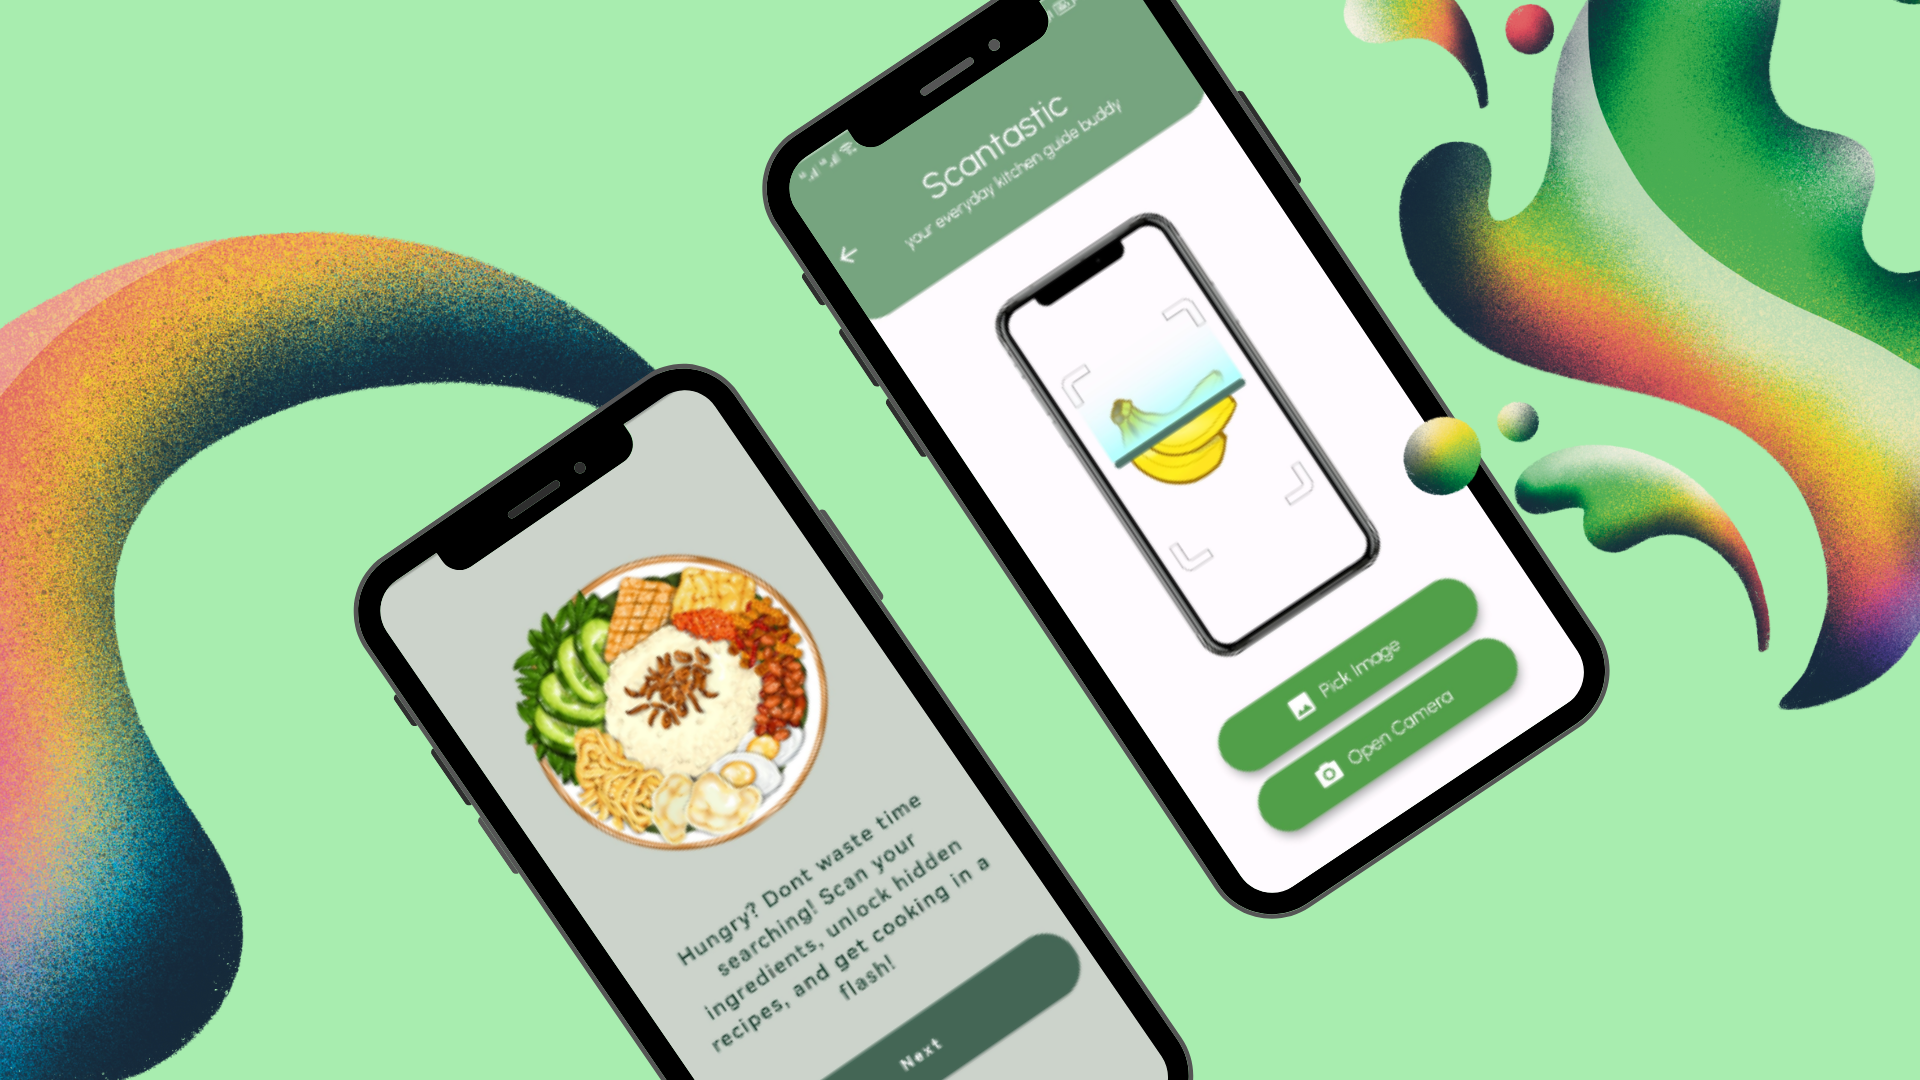 Scantastic
your everyday kitchen guide buddy
Pick Image
Open Camera
Hungry? Dont waste time
searching! Scan your
ingredients, unlock hidden
recipes, and get cooking in a
flash!
Next